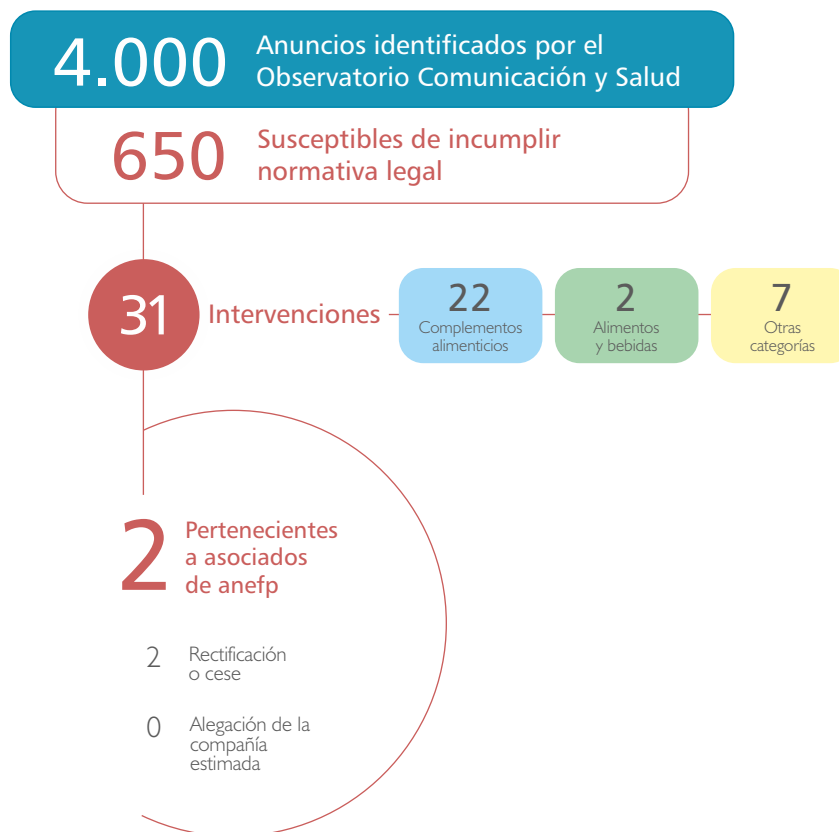 4.000
Anuncios identificados por el
Observatorio Comunicación y Salud
650
Susceptibles de incumplir
normativa legal
31
Intervenciones
22
Complementos
alimenticios
2
Alimentos
y bebidas
7
Otras
categorías
2
Pertenecientes
a asociados
de anefp
2
Rectificación
o cese
0
Alegación de la
compañía
estimada